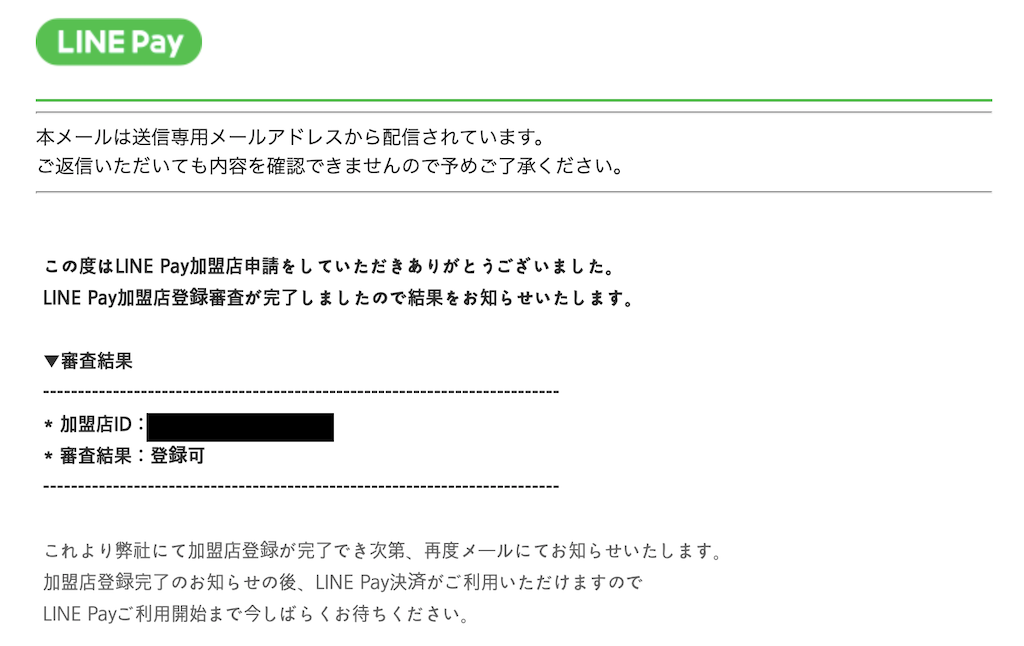 LINE Pay
本メールは送信専用メールアドレスから配信されています。
ご返信いただいても内容を確認できませんので予めご了承ください。
この度はLINE Pay加盟店申請をしていただきありがとうございました。
LINE Pay加盟店登録審査が完了しましたので結果をお知らせいたします。
▼審査結果
--------------------------------------------------------------------------
* 加盟店ID：
* 審査結果：登録可
--------------------------------------------------------------------------
これより弊社にて加盟店登録が完了でき次第、再度メールにてお知らせいたします。
加盟店登録完了のお知らせの後、LINE Pay決済がご利用いただけますので
LINE Payご利用開始まで今しばらくお待ちください。